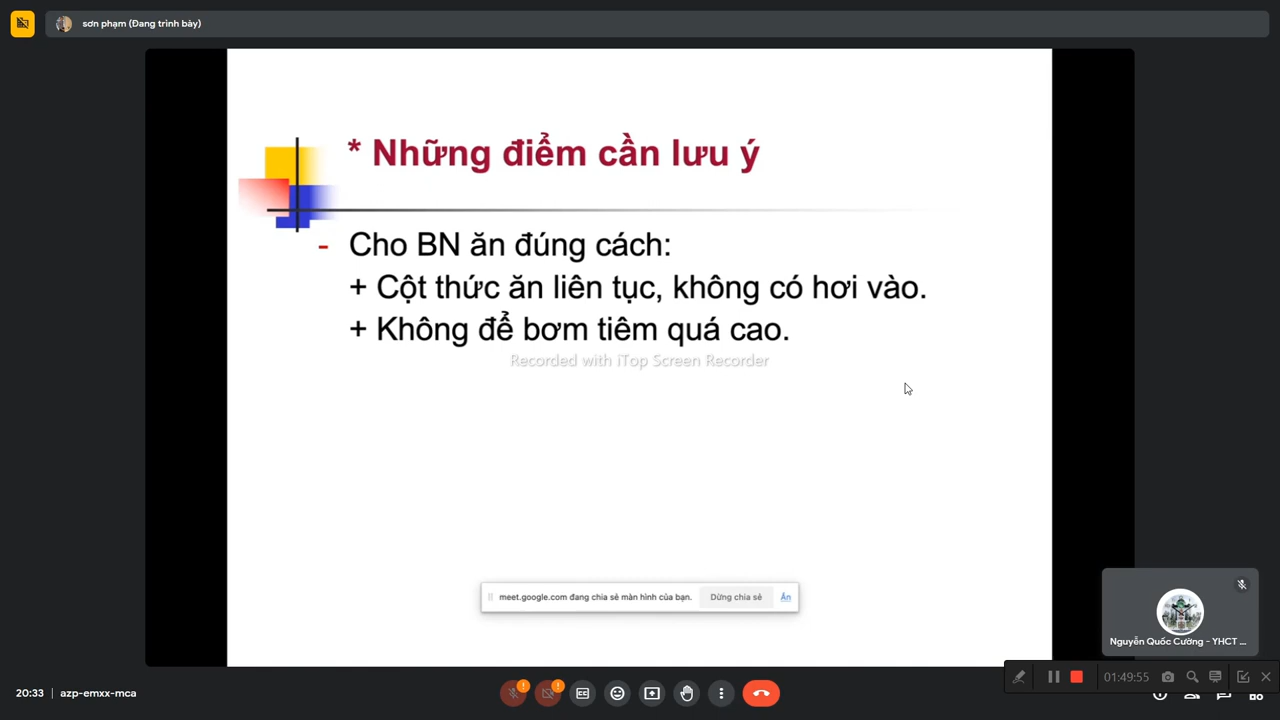 sơn phạm (Đang trình bày)
* Những điểm cần lưu ý
- Cho BN ăn đúng cách:
+ Cột thức ăn liên tục, không có hơi vào.
+ Không để bơm tiêm quá cao.
Recorded with iTop Screen Recorder
meet.google.com đang chia sẻ màn hình của bạn. Dừng chia sẻ Ẩn
Nguyễn Quốc Cường - YHCT ...
20:33 azp-emxx-mca
01:49:55